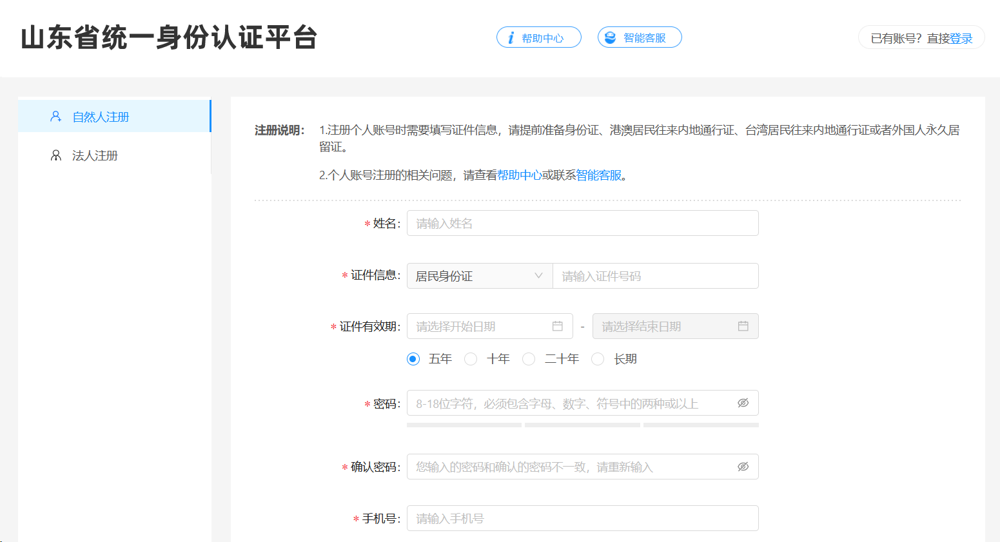 山东省统一身份认证平台
帮助中心
智能客服
已有账号？直接登录
自然人注册
法人注册
注册说明：
1.注册个人账号时需要填写证件信息，请提前准备身份证、港澳居民往来内地通行证、台湾居民往来内地通行证或者外国人永久居
留证。
2.个人账号注册的相关问题，请查看帮助中心或联系智能客服。
* 姓名： 请输入姓名
* 证件信息： 居民身份证 请输入证件号码
* 证件有效期： 请选择开始日期 - 请选择结束日期
五年 十年 二十年 长期
* 密码： 8-18位字符，必须包含字母、数字、符号中的两种或以上
* 确认密码： 您输入的密码和确认的密码不一致，请重新输入
* 手机号： 请输入手机号